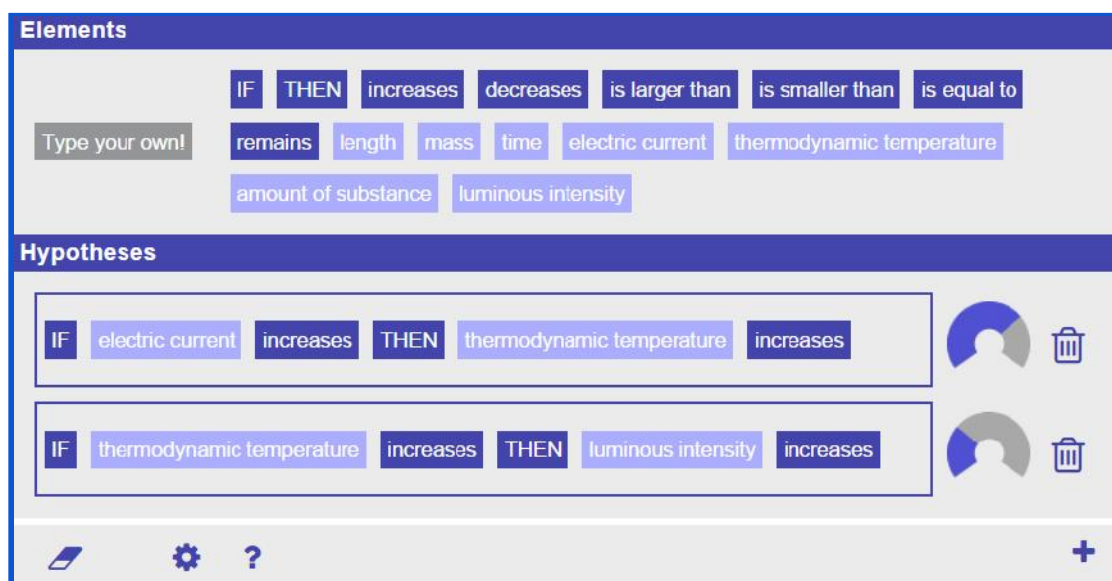 Elements
IF THEN increases decreases is larger than is smaller than is equal to
Type your own! remains length mass time electric current thermodynamic temperature
amount of substance luminous intensity
Hypotheses
IF electric current increases THEN thermodynamic temperature increases
IF thermodynamic temperature increases THEN luminous intensity increases
? +